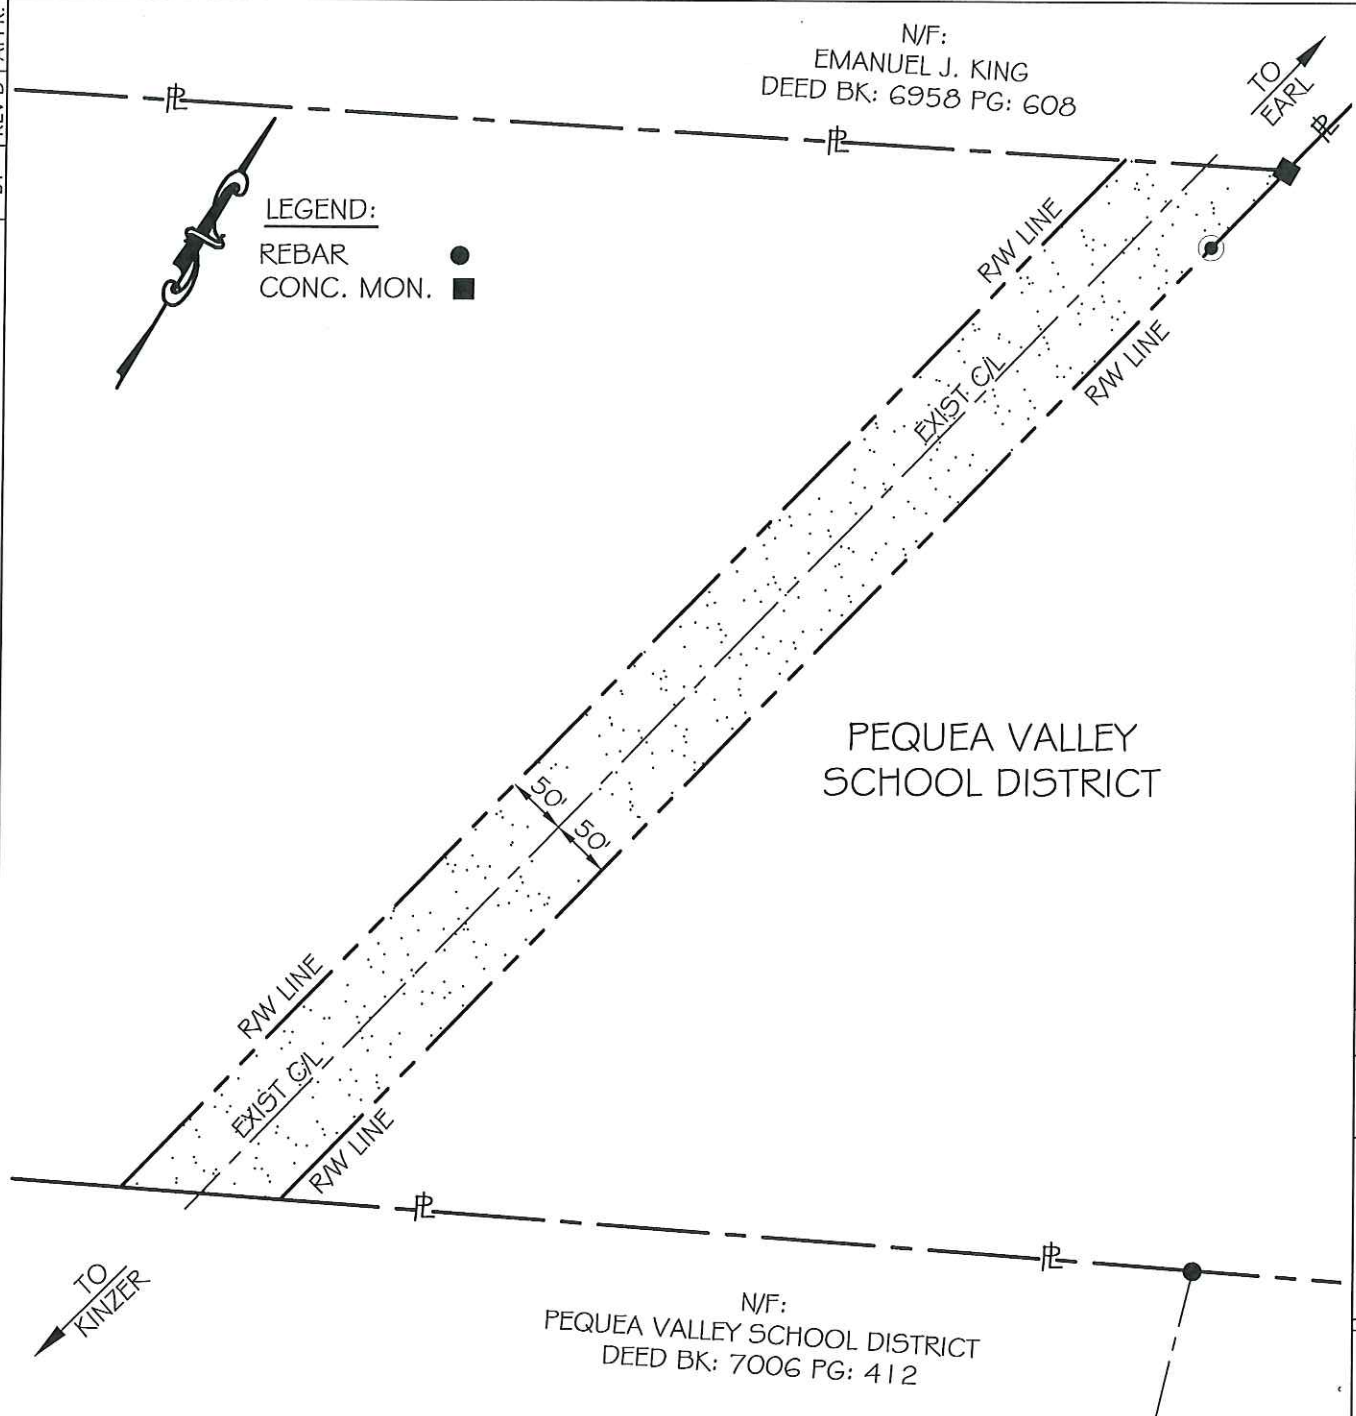 N/F:
EMANUEL J. KING
DEED BK: 6958 PG: 608
TO
EARL
PL
PL
PL
LEGEND:
REBAR
CONC. MON.
R/W LINE
R/W LINE
EXIST C/L
PEQUEA VALLEY
SCHOOL DISTRICT
50'
50'
R/W LINE
EXIST C/L
R/W LINE
PL
PL
TO
KINZER
N/F:
PEQUEA VALLEY SCHOOL DISTRICT
DEED BK: 7006 PG: 412